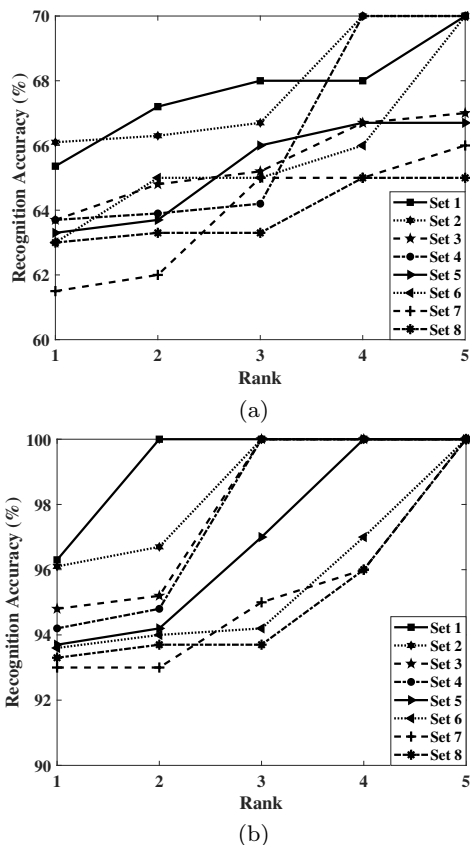 70
68
66
64
62
60
Recognition Accuracy (%)
1 2 3 4 5
Rank
Set 1
Set 2
Set 3
Set 4
Set 5
Set 6
Set 7
Set 8
(a)
100
98
96
94
92
90
Recognition Accuracy (%)
1 2 3 4 5
Rank
Set 1
Set 2
Set 3
Set 4
Set 5
Set 6
Set 7
Set 8
(b)